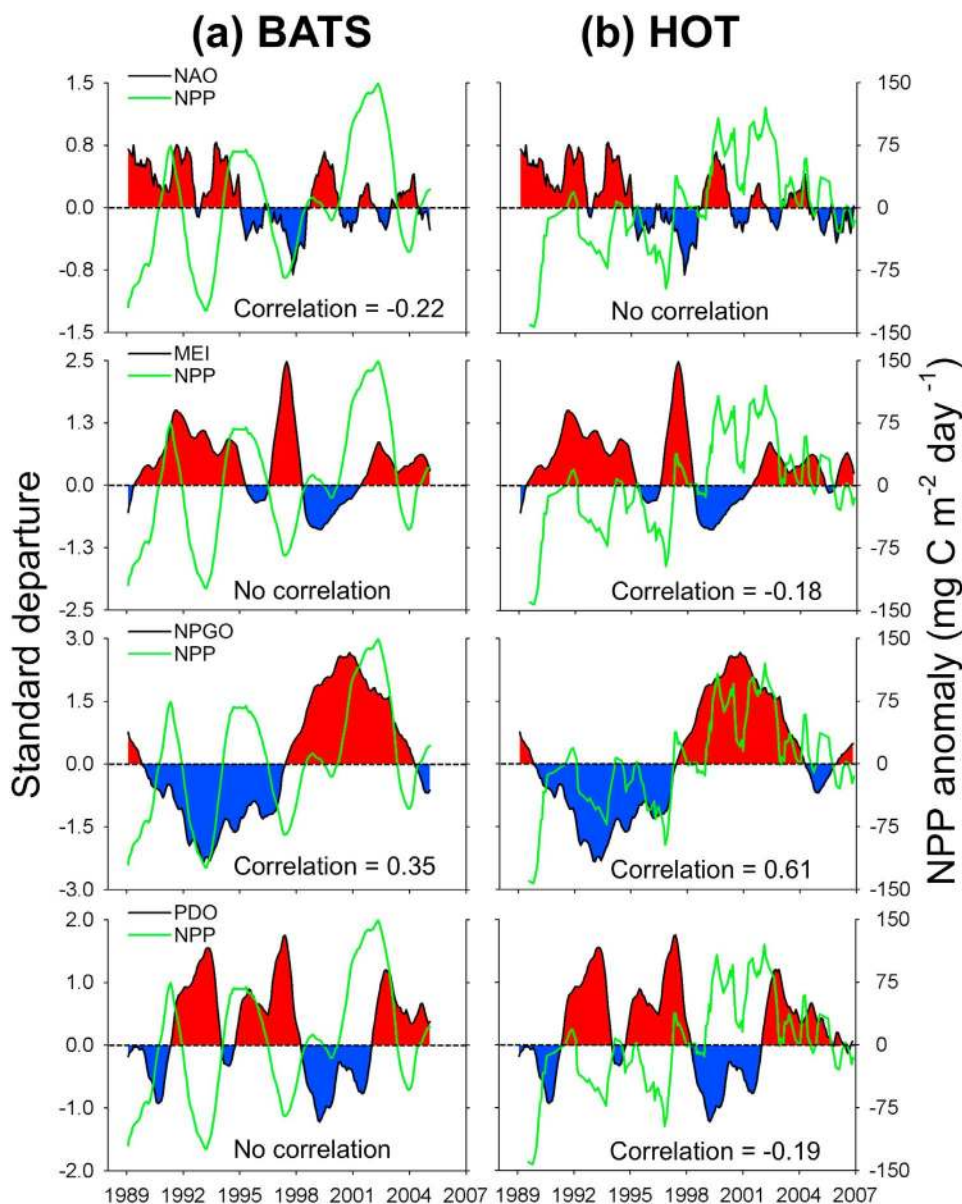 (a) BATS
(b) HOT
Standard departure
NPP anomaly (mg C m⁻² day ⁻¹)
NAO
NPP
1.5
0.8
0.0
-0.8
-1.5
Correlation = -0.22
150
75
0
-75
-150
No correlation
MEI
NPP
2.5
1.3
0.0
-1.3
-2.5
No correlation
150
75
0
-75
-150
Correlation = -0.18
NPGO
NPP
3.0
1.5
0.0
-1.5
-3.0
Correlation = 0.35
150
75
0
-75
-150
Correlation = 0.61
PDO
NPP
2.0
1.0
0.0
-1.0
-2.0
No correlation
150
75
0
-75
-150
Correlation = -0.19
1989 1992 1995 1998 2001 2004 2007
1989 1992 1995 1998 2001 2004 2007